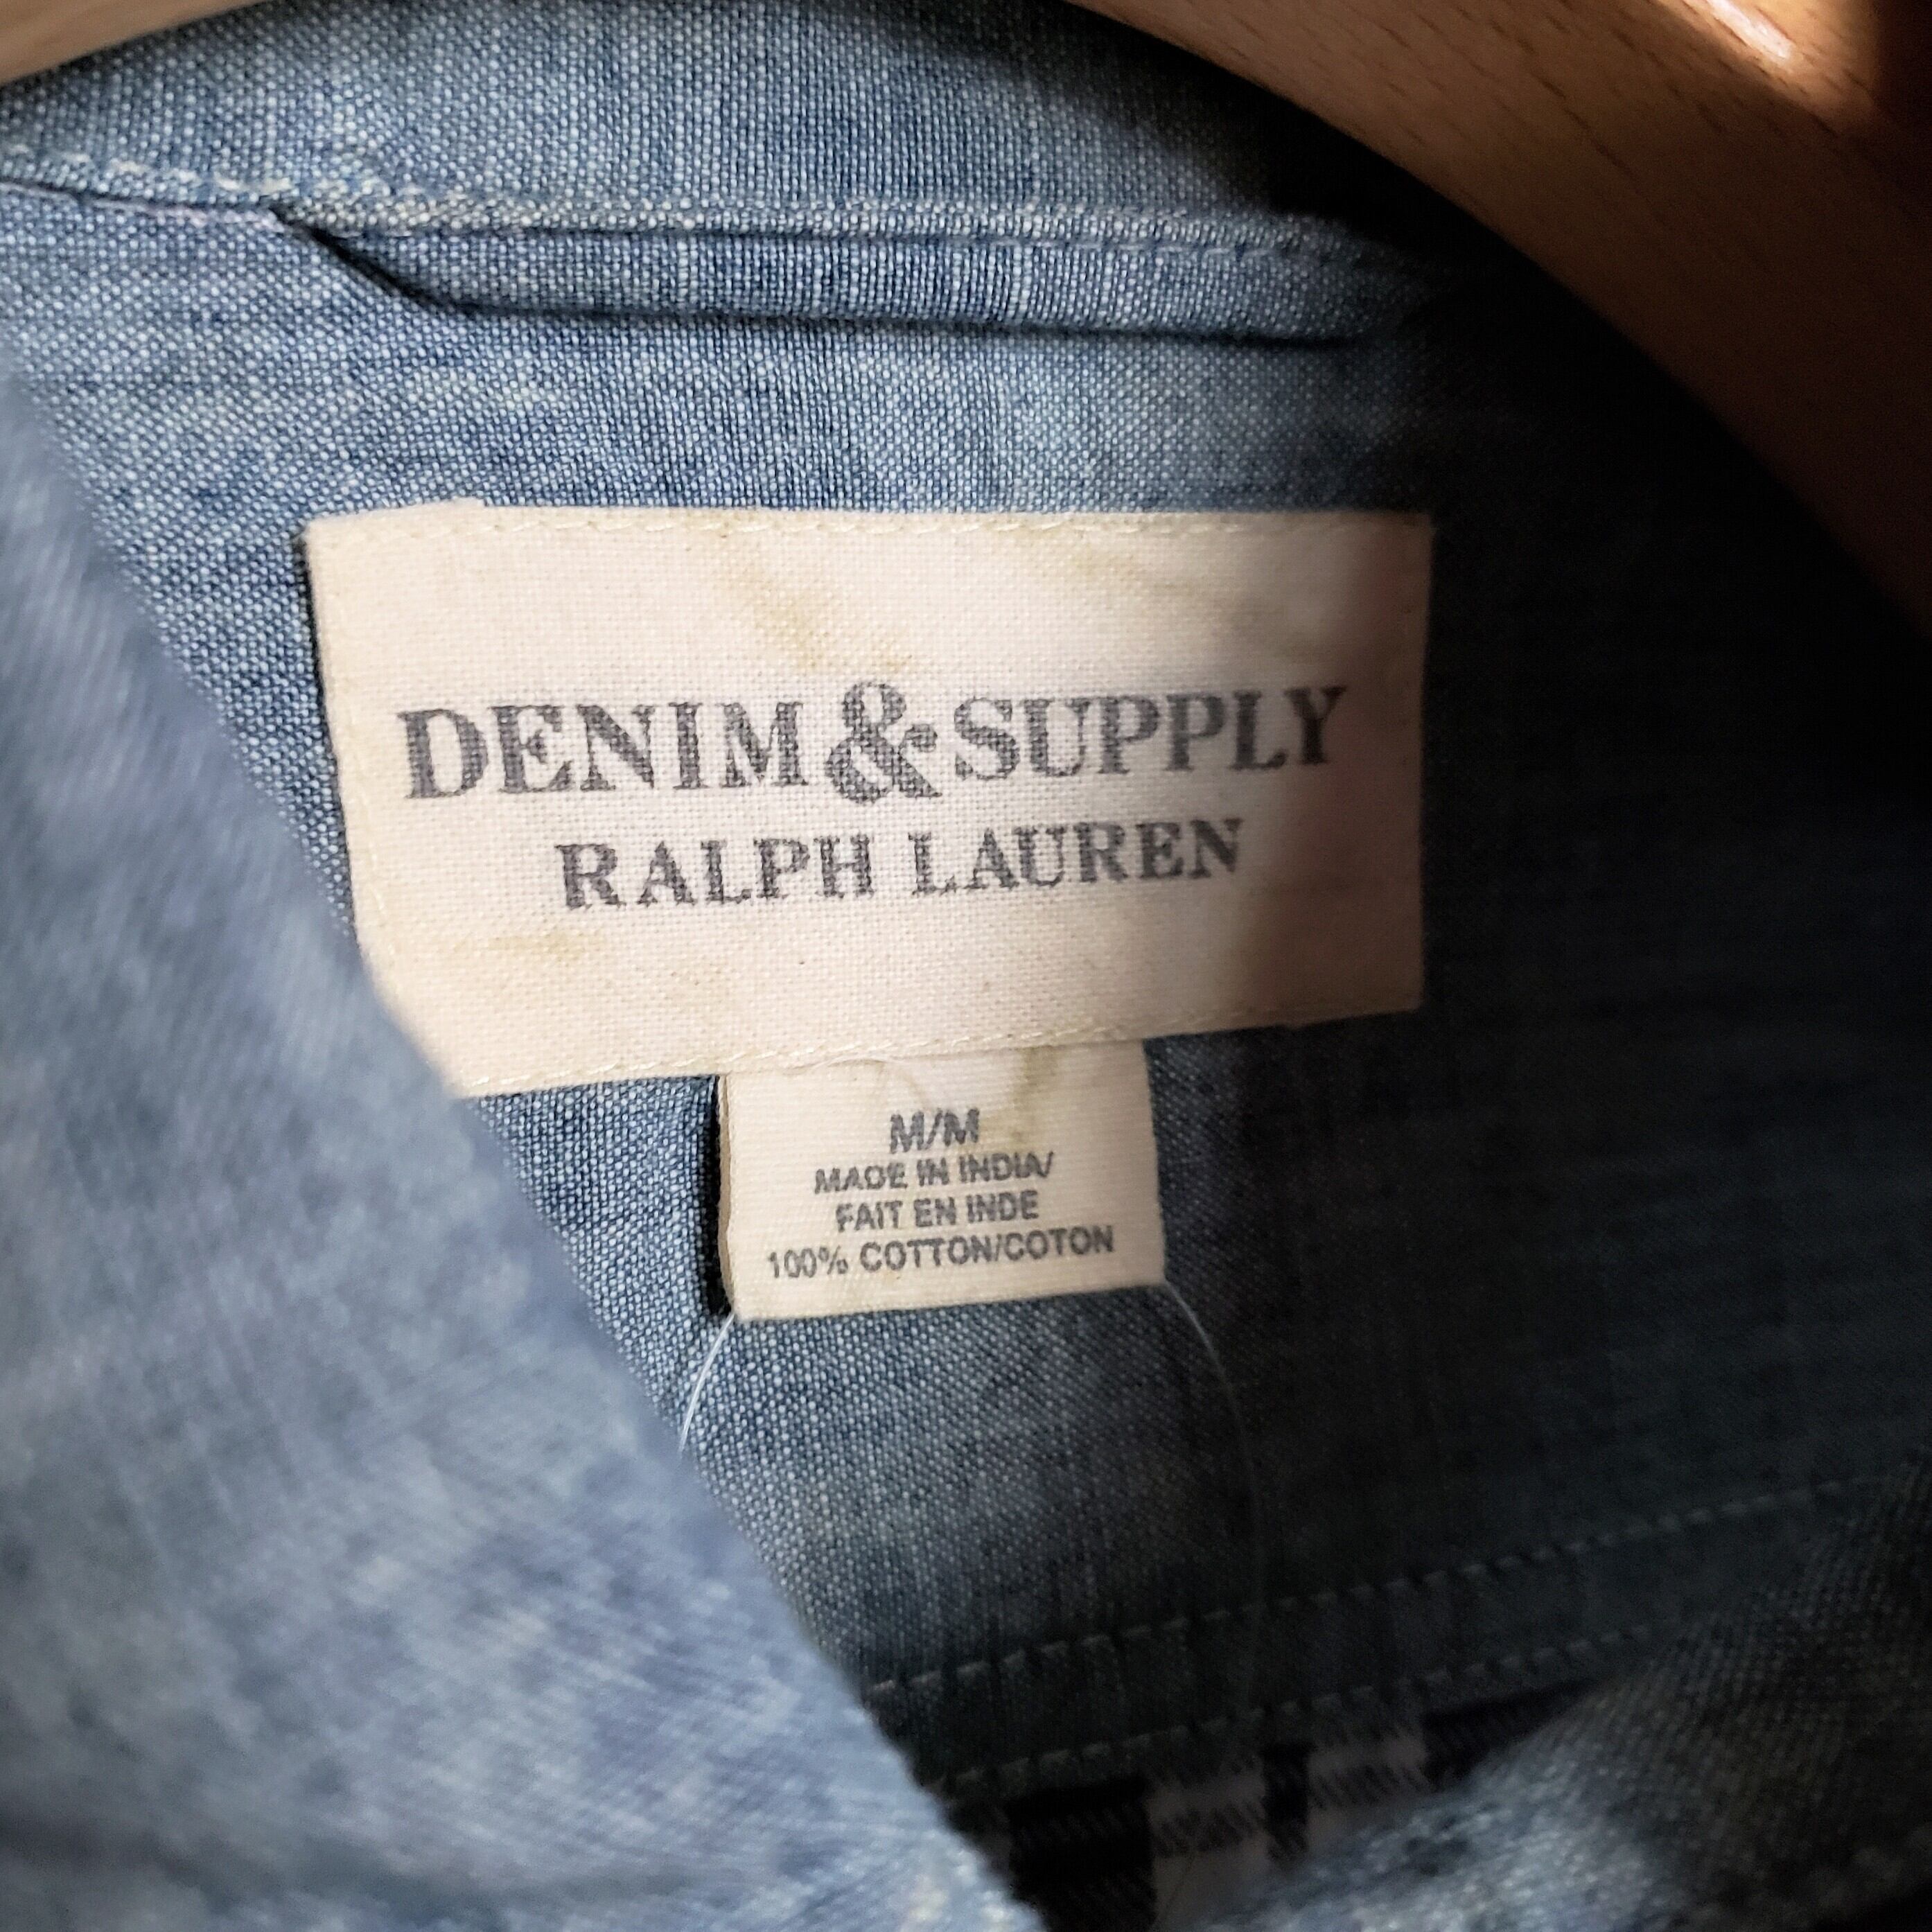 DENIM & SUPPLY
RALPH LAUREN
M/M
MADE IN INDIA/
FAIT EN INDE
100% COTTON/COTON